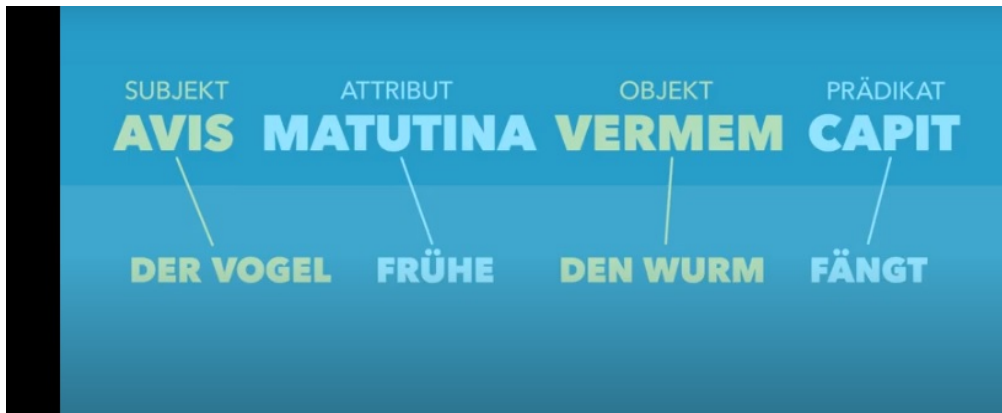 SUBJEKT ATTRIBUT OBJEKT PRÄDIKAT
AVIS MATUTINA VERMEM CAPIT
DER VOGEL FRÜHE DEN WURM FÄNGT